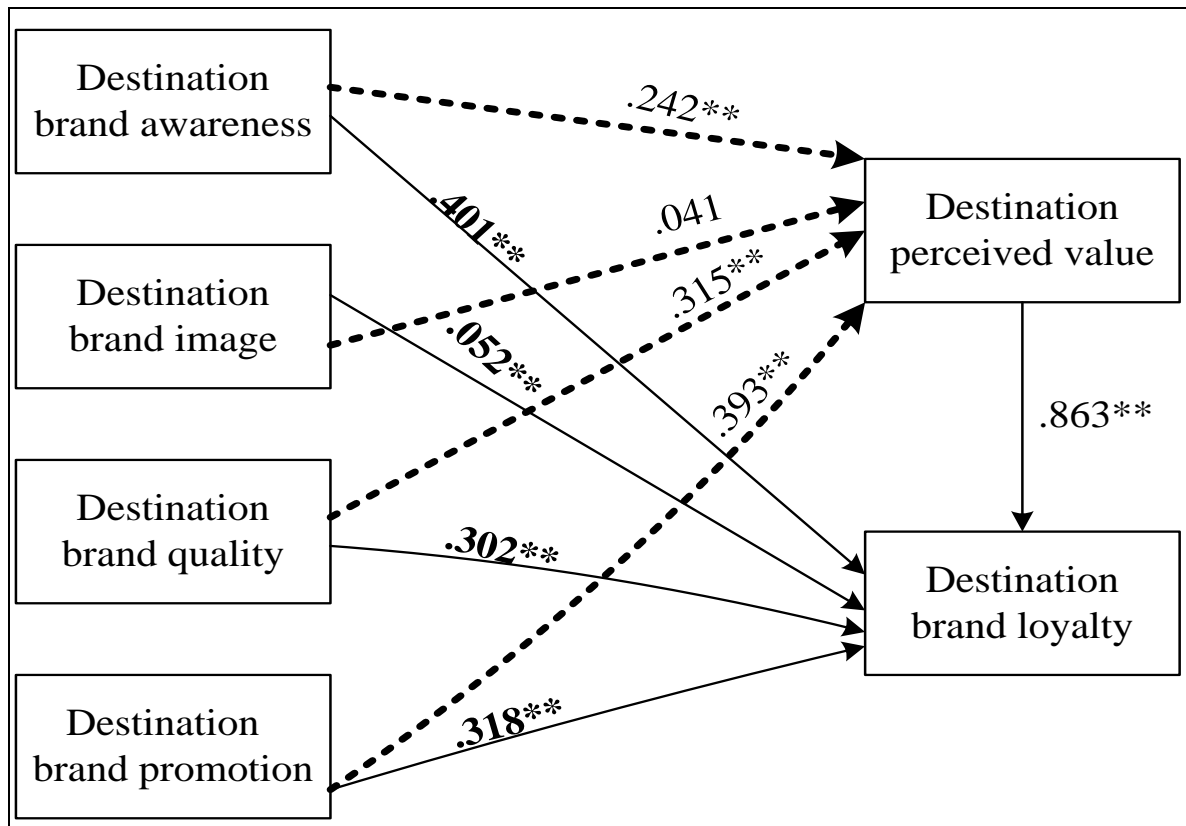 Destination
brand awareness
.242**
.401**
Destination
perceived value
.041
Destination
brand image
.315**
.052**
.393**
.863**
Destination
brand quality
.302**
Destination
brand loyalty
Destination
brand promotion
.318**